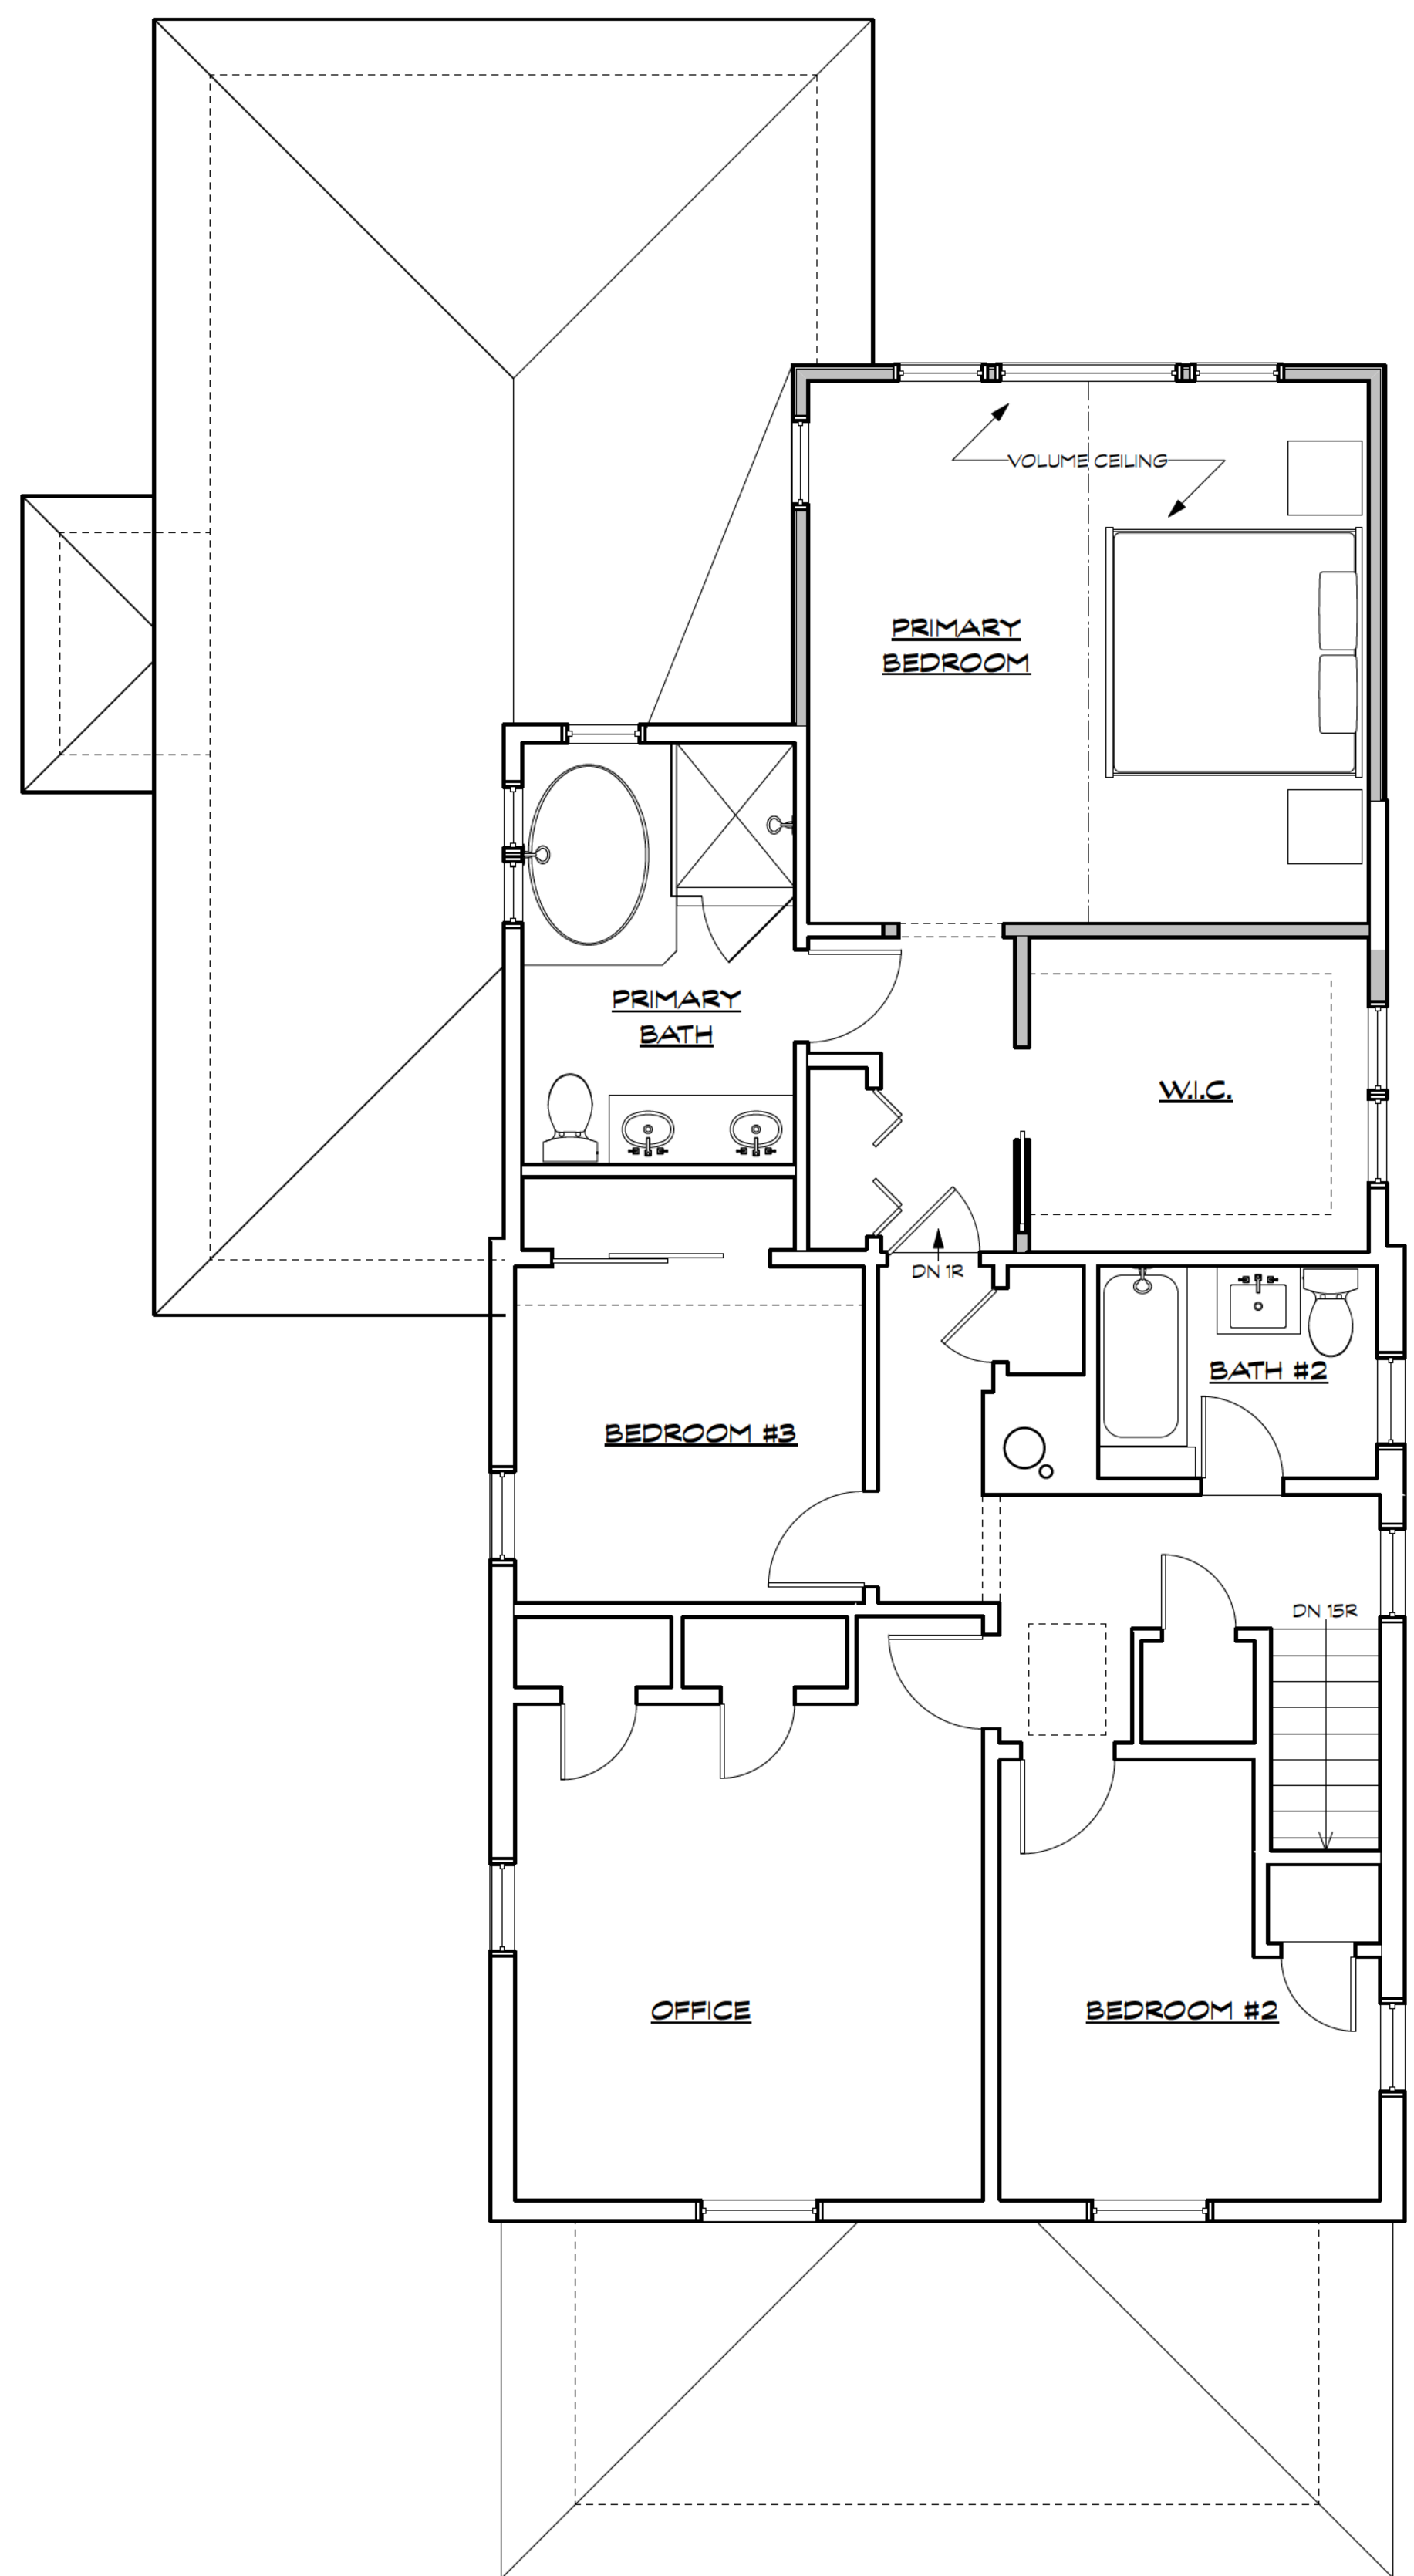 VOLUME CEILING
PRIMARY
BEDROOM
PRIMARY
BATH
W.I.C.
DN 1R
BATH #2
BEDROOM #3
DN 15R
OFFICE
BEDROOM #2